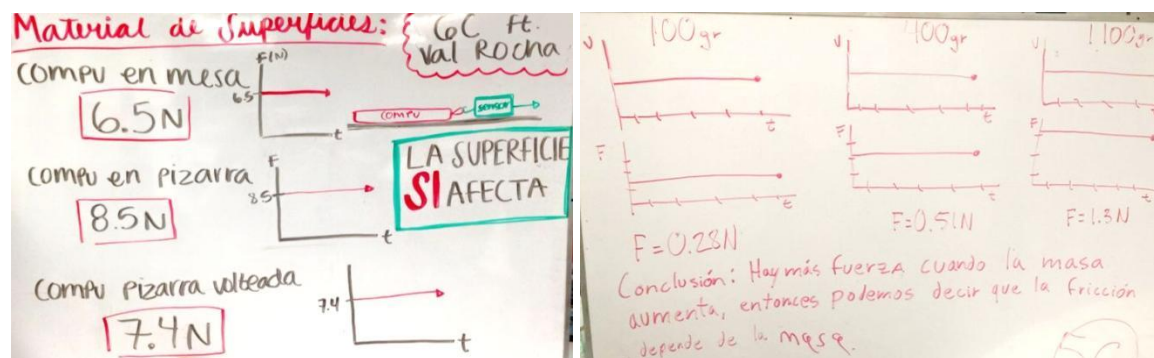 Material de Superficies:
GC ft.
Val Rocha
compu en mesa
6.5N
F(N)
6.5
t
compu
sensor
compu en pizarra
8.5N
F
8.5
t
LA SUPERFICIE
SI AFECTA
compu pizarra volteada
7.4N
7.4
t
100gr
V
t
F
t
F=0.28N
400gr
V
t
F
t
F=0.51N
1,100gr
V
F
t
F=1.3N
Conclusión: Hay más fuerza cuando la masa
aumenta, entonces podemos decir que la fricción
depende de la masa.